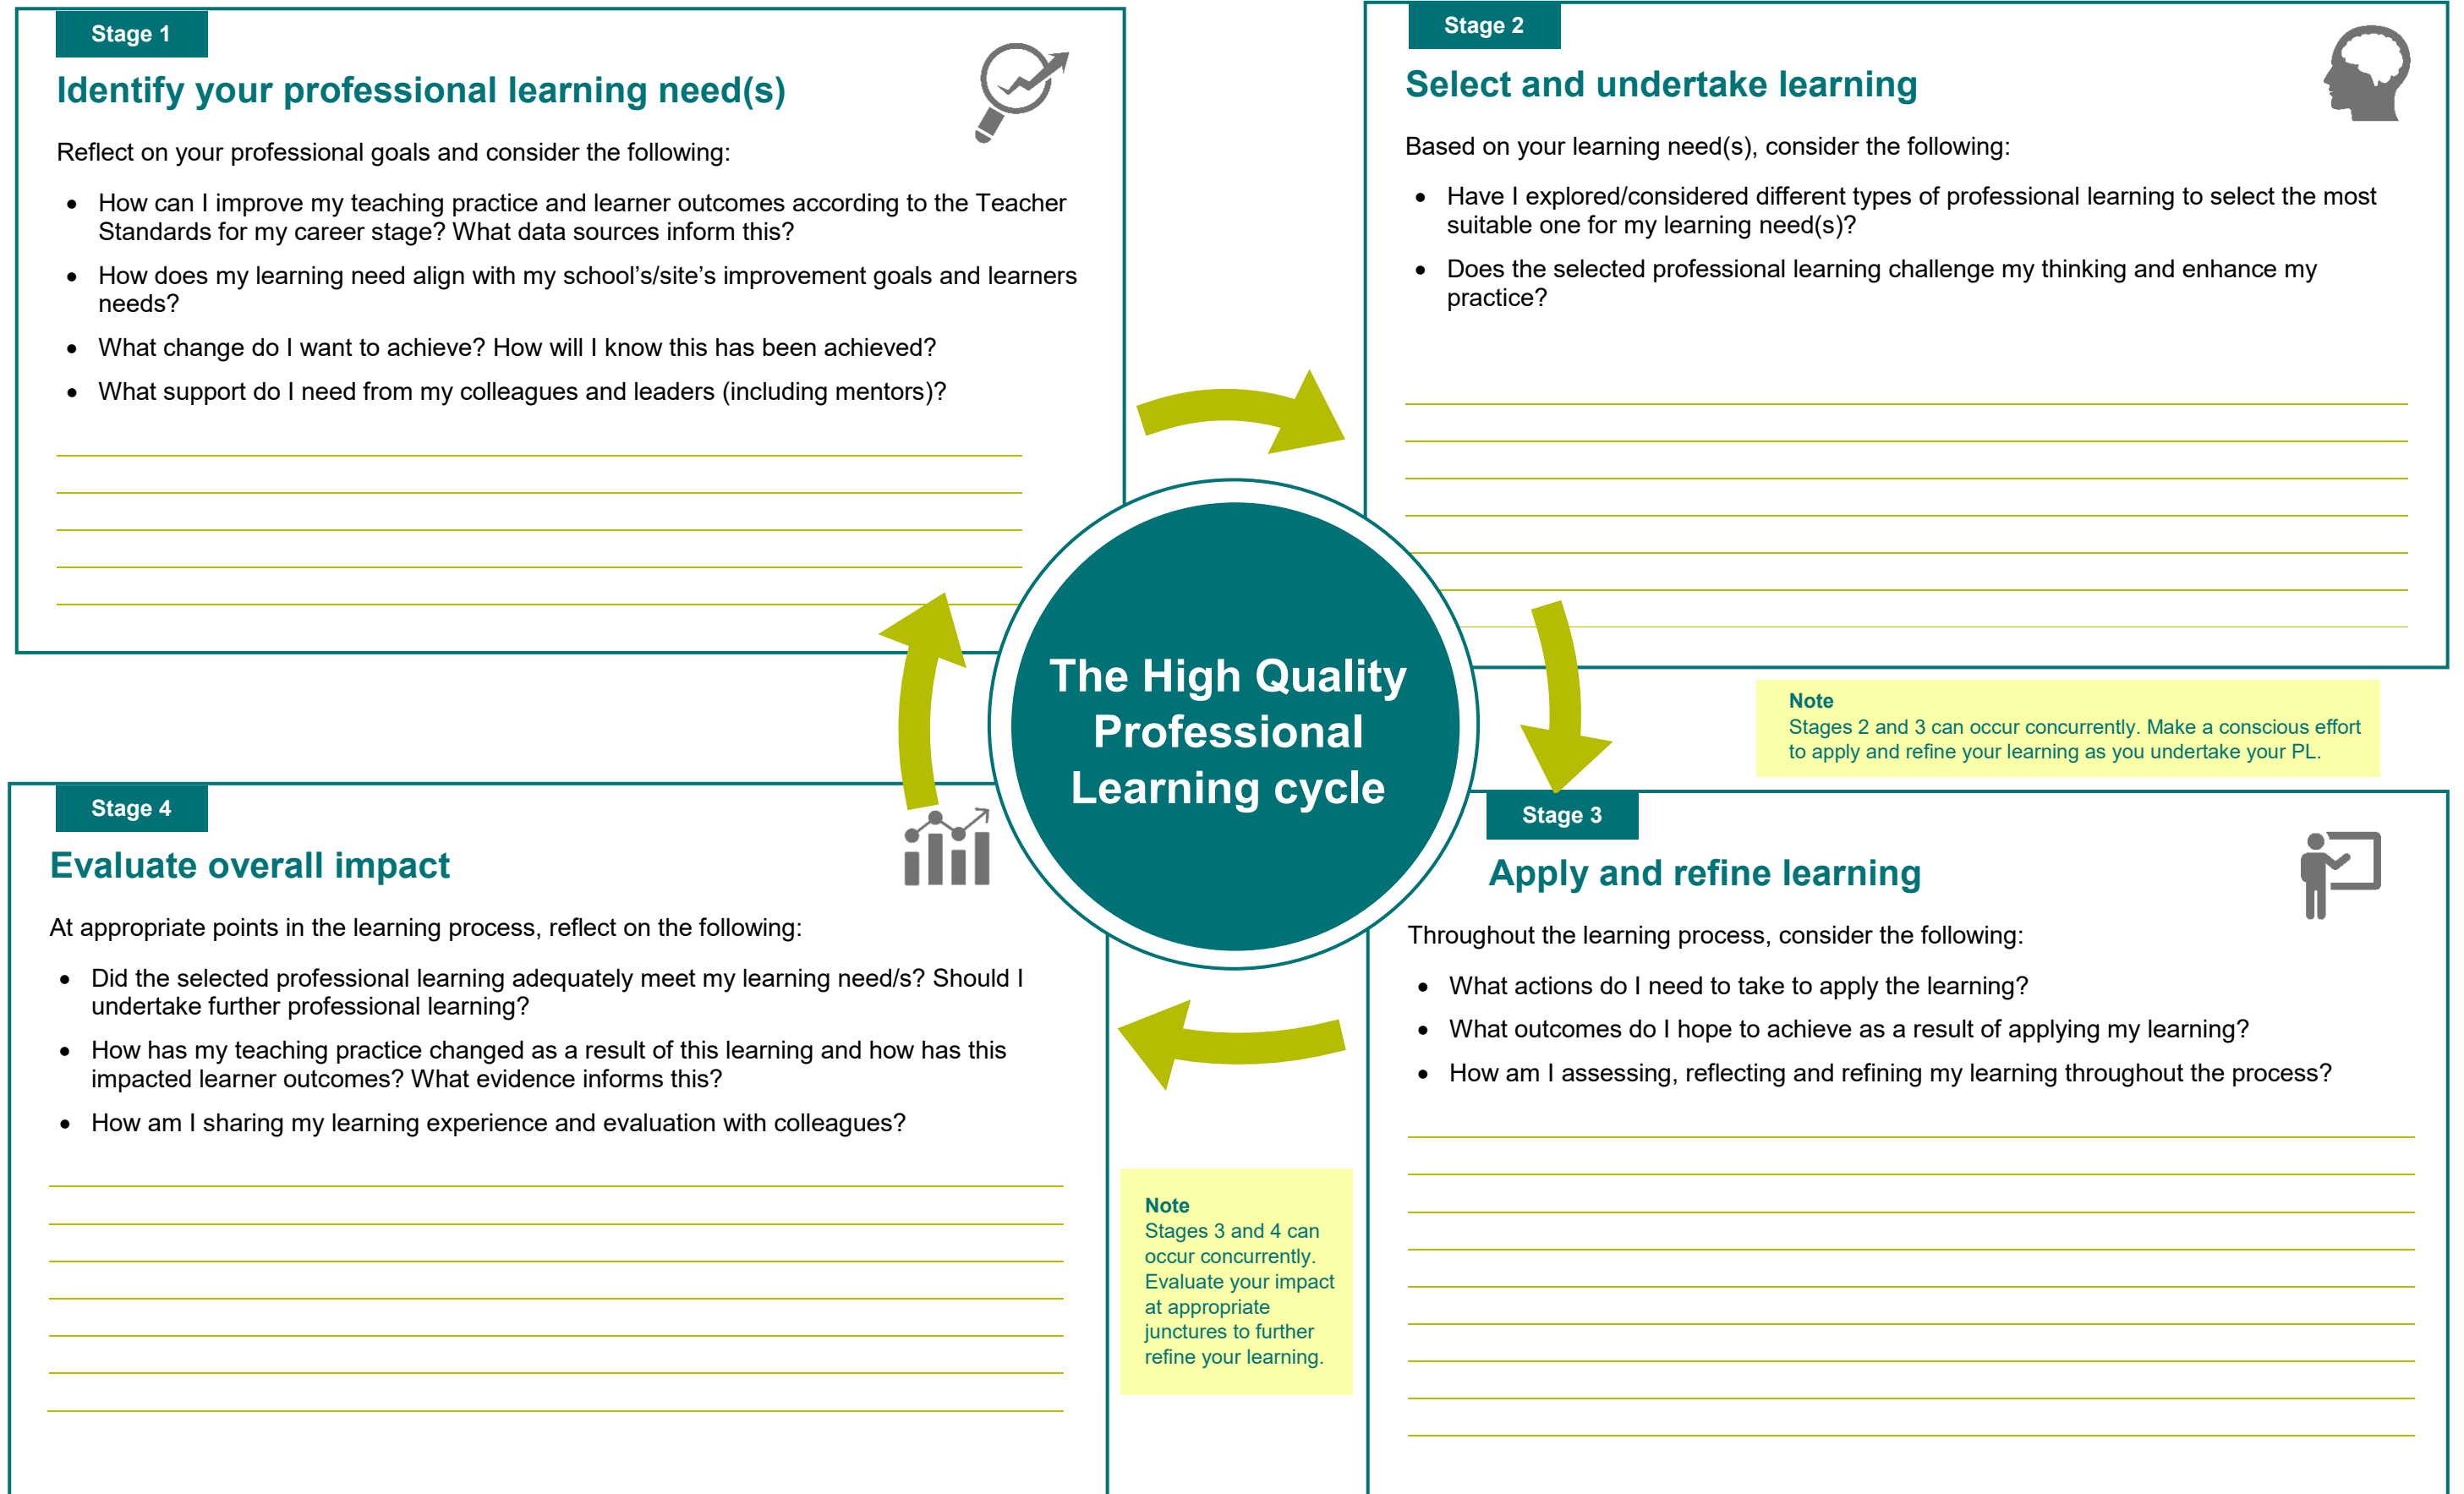 Stage 1
Identify your professional learning need(s)
Reflect on your professional goals and consider the following:
• How can I improve my teaching practice and learner outcomes according to the Teacher
Standards for my career stage? What data sources inform this?
• How does my learning need align with my school’s/site’s improvement goals and learners
needs?
• What change do I want to achieve? How will I know this has been achieved?
• What support do I need from my colleagues and leaders (including mentors)?
Stage 2
Select and undertake learning
Based on your learning need(s), consider the following:
• Have I explored/considered different types of professional learning to select the most
suitable one for my learning need(s)?
• Does the selected professional learning challenge my thinking and enhance my
practice?
The High Quality
Professional
Learning cycle
Note
Stages 2 and 3 can occur concurrently. Make a conscious effort
to apply and refine your learning as you undertake your PL.
Stage 3
Apply and refine learning
Throughout the learning process, consider the following:
• What actions do I need to take to apply the learning?
• What outcomes do I hope to achieve as a result of applying my learning?
• How am I assessing, reflecting and refining my learning throughout the process?
Note
Stages 3 and 4 can
occur concurrently.
Evaluate your impact
at appropriate
junctures to further
refine your learning.
Stage 4
Evaluate overall impact
At appropriate points in the learning process, reflect on the following:
• Did the selected professional learning adequately meet my learning need/s? Should I
undertake further professional learning?
• How has my teaching practice changed as a result of this learning and how has this
impacted learner outcomes? What evidence informs this?
• How am I sharing my learning experience and evaluation with colleagues?